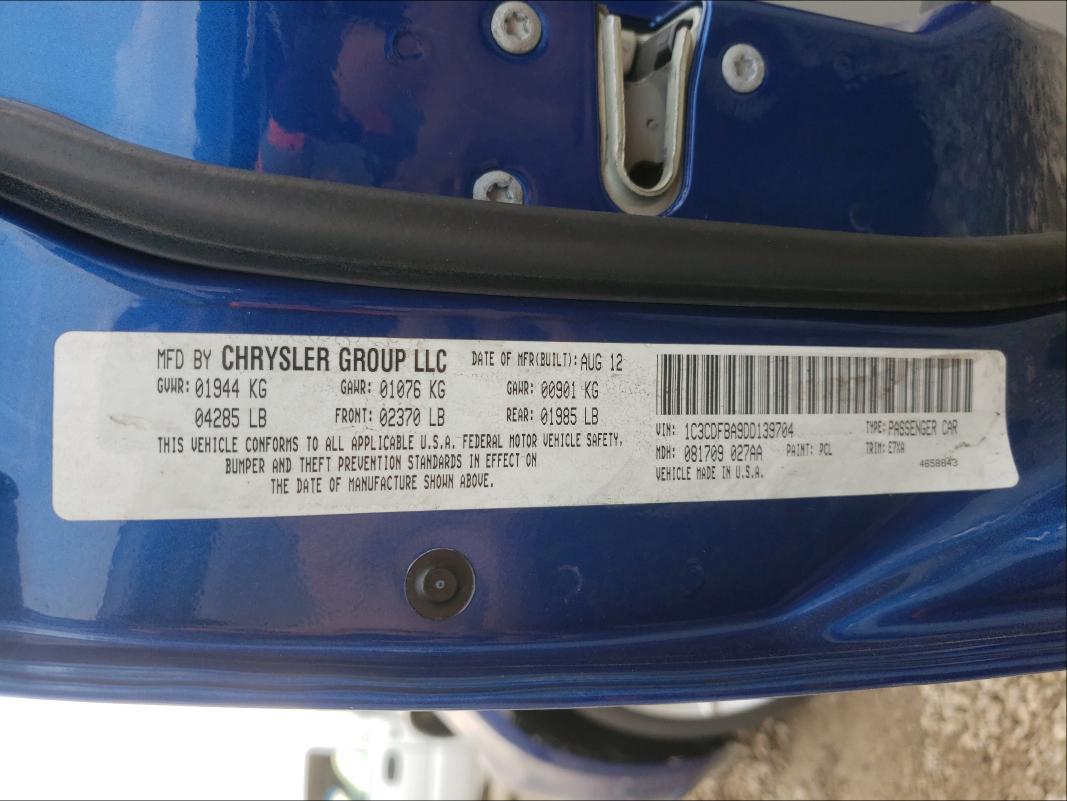 MFD BY CHRYSLER GROUP LLC DATE OF MFR(BUILT): AUG 12
GVWR: 01944 KG GAWR: 01076 KG GAWR: 00901 KG
04285 LB FRONT: 02370 LB REAR: 01985 LB
THIS VEHICLE CONFORMS TO ALL APPLICABLE U.S.A. FEDERAL MOTOR VEHICLE SAFETY,
BUMPER AND THEFT PREVENTION STANDARDS IN EFFECT ON
THE DATE OF MANUFACTURE SHOWN ABOVE.
VIN: 1C3CDFBA9DD139704 TYPE: PASSENGER CAR
MDH: 081709 027AA PAINT: PCL TRIM: E7XA
VEHICLE MADE IN U.S.A. 4658843